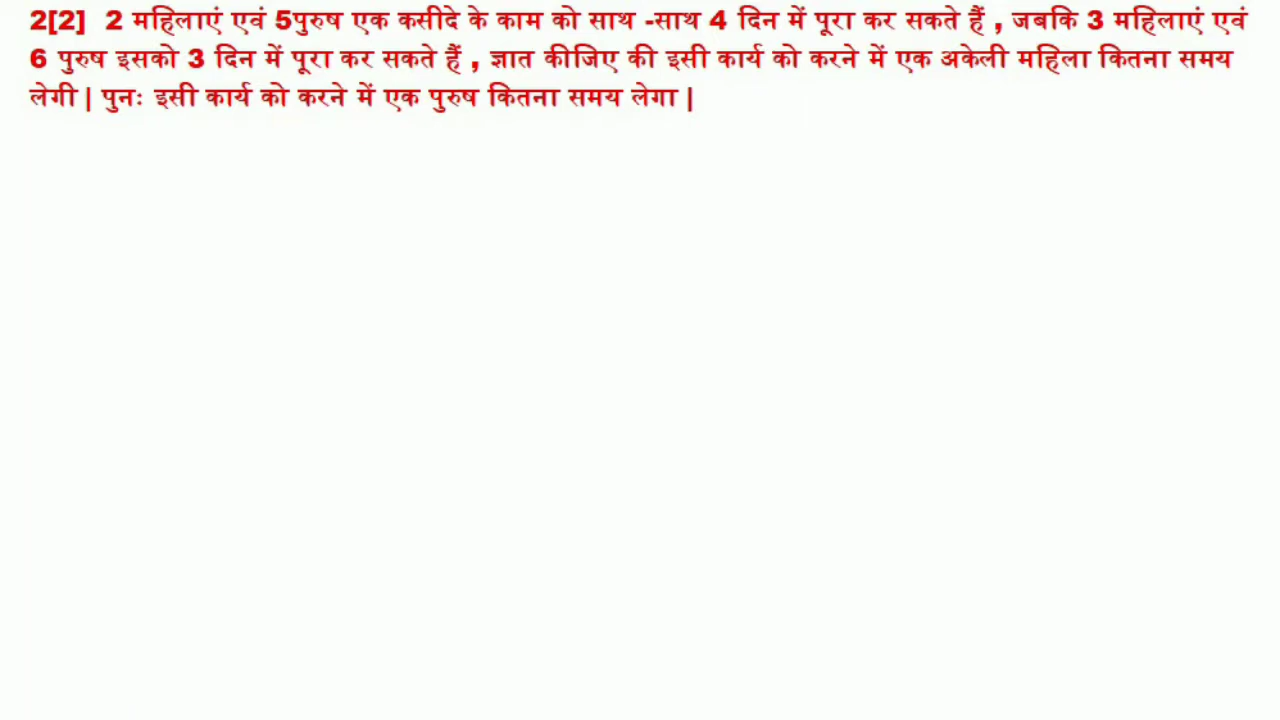 2[2] 2 महिलाएं एवं 5पुरुष एक कसीदे के काम को साथ -साथ 4 दिन में पूरा कर सकते हैं , जबकि 3 महिलाएं एवं
6 पुरुष इसको 3 दिन में पूरा कर सकते हैं , ज्ञात कीजिए की इसी कार्य को करने में एक अकेली महिला कितना समय
लेगी | पुनः इसी कार्य को करने में एक पुरुष कितना समय लेगा |